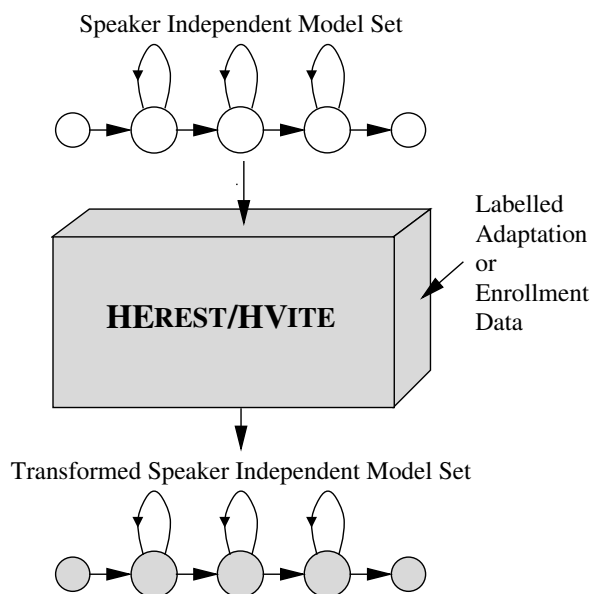 Speaker Independent Model Set
Labelled
Adaptation
or
Enrollment
Data
HEREST/HVITE
Transformed Speaker Independent Model Set